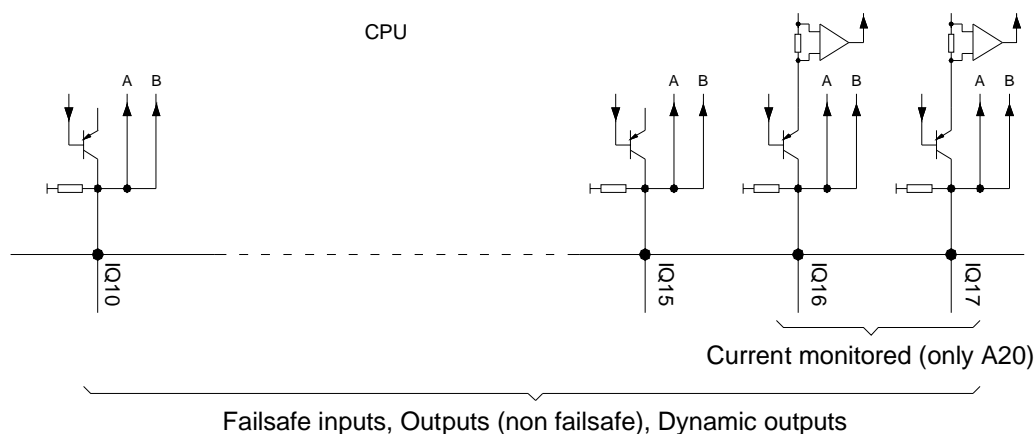 CPU
A B
A B
A B
A B
IQ10
IQ15
IQ16
IQ17
Current monitored (only A20)
Failsafe inputs, Outputs (non failsafe), Dynamic outputs